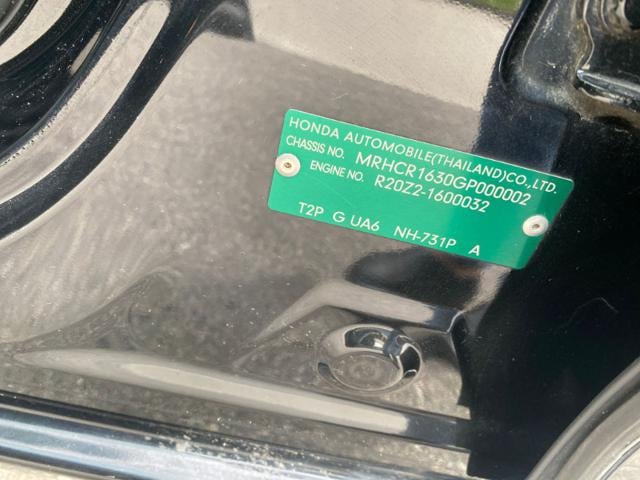 HONDA AUTOMOBILE(THAILAND)CO.,LTD.
CHASSIS NO. MRHCR1630GP000002
ENGINE NO. R20Z2-1600032
T2P G UA6 NH-731P A